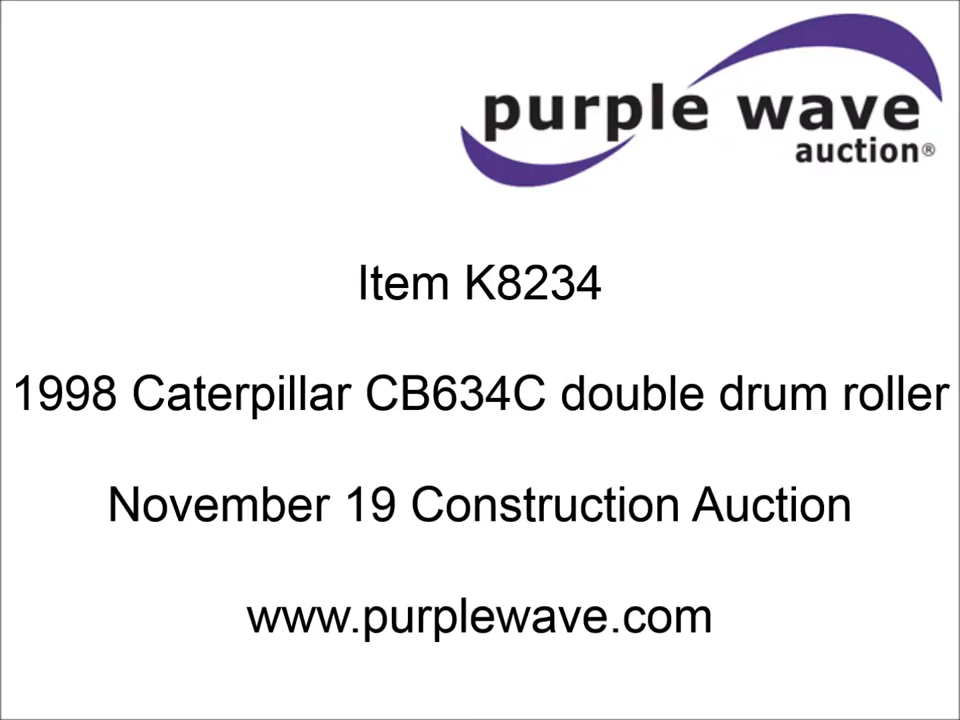 purple wave
auction®
Item K8234
1998 Caterpillar CB634C double drum roller
November 19 Construction Auction
www.purplewave.com